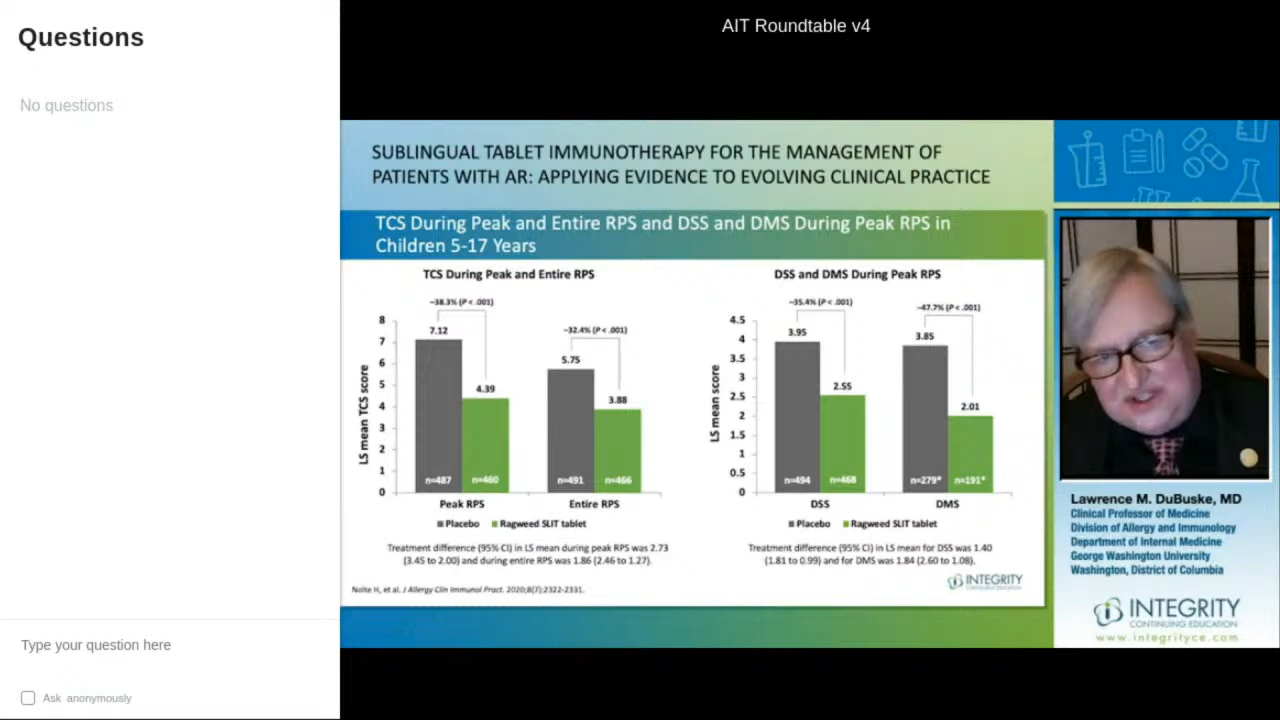 Questions
No questions
Type your question here
Ask anonymously
AIT Roundtable v4
SUBLINGUAL TABLET IMMUNOTHERAPY FOR THE MANAGEMENT OF
PATIENTS WITH AR: APPLYING EVIDENCE TO EVOLVING CLINICAL PRACTICE
TCS During Peak and Entire RPS and DSS and DMS During Peak RPS in
Children 5-17 Years
TCS During Peak and Entire RPS
−38.3% (P < .001)
−32.4% (P < .001)
LS mean TCS score
8
7
6
5
4
3
2
1
0
7.12
4.39
5.75
3.88
n=487
n=460
n=491
n=466
Peak RPS
Entire RPS
Placebo
Ragweed SLIT tablet
Treatment difference (95% CI) in LS mean during peak RPS was 2.73
(3.45 to 2.00) and during entire RPS was 1.86 (2.46 to 1.27).
DSS and DMS During Peak RPS
−35.4% (P < .001)
−47.7% (P < .001)
LS mean score
4.5
4
3.5
3
2.5
2
1.5
1
0.5
0
3.95
2.55
3.85
2.01
n=494
n=468
n=279*
n=191*
DSS
DMS
Placebo
Ragweed SLIT tablet
Treatment difference (95% CI) in LS mean for DSS was 1.40
(1.81 to 0.99) and for DMS was 1.84 (2.60 to 1.08).
Nolte H, et al. J Allergy Clin Immunol Pract. 2020;8(7):2322-2331.
INTEGRITY
CONTINUING EDUCATION
Lawrence M. DuBuske, MD
Clinical Professor of Medicine
Division of Allergy and Immunology
Department of Internal Medicine
George Washington University
Washington, District of Columbia
INTEGRITY
CONTINUING EDUCATION
www.integrityce.com